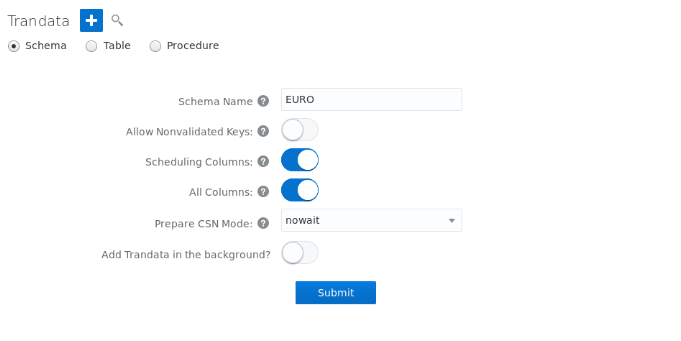 Trandata
Schema Table Procedure
Schema Name EURO
Allow Nonvalidated Keys:
Scheduling Columns:
All Columns:
Prepare CSN Mode: nowait
Add Trandata in the background?
Submit